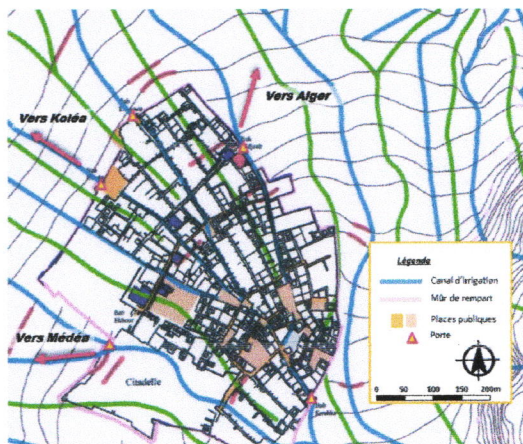 Vers Alger
Vers Koléa
Vers Médéa
Citadelle
Légende
Canal d'irrigation
Mûr de rempart
Places publiques
Porte
0 50 100 150 200m